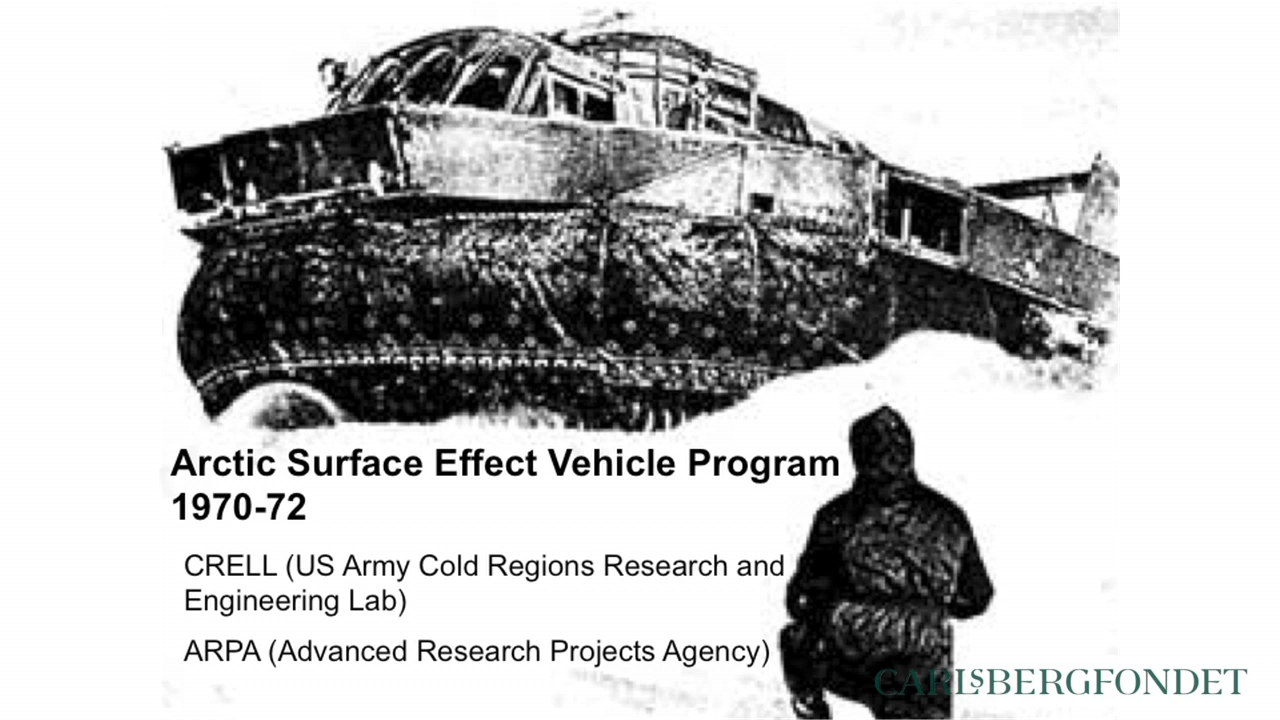 Arctic Surface Effect Vehicle Program
1970-72
CRELL (US Army Cold Regions Research and
Engineering Lab)
ARPA (Advanced Research Projects Agency)
CARLSBERGFONDET